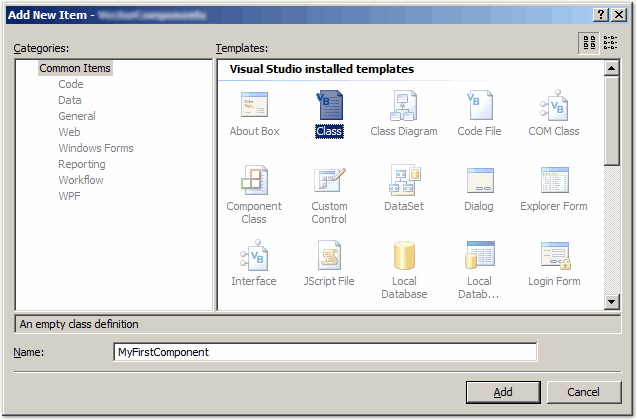 Add New Item - VectorComponents
Categories:
Templates:
Common Items
Code
Data
General
Web
Windows Forms
Reporting
Workflow
WPF
Visual Studio installed templates
About Box
Class
Class Diagram
Code File
COM Class
Component
Class
Custom
Control
DataSet
Dialog
Explorer Form
Interface
JScript File
Local
Database
Local
Datab...
Login Form
An empty class definition
Name:
MyFirstComponent
Add
Cancel